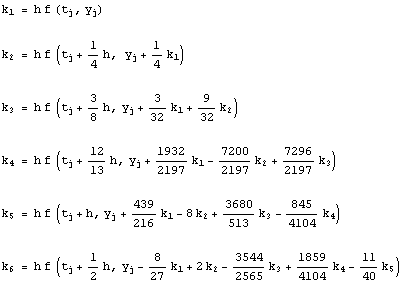 k₁ = h f (tⱼ, yⱼ)
k₂ = h f (tⱼ + 1/4 h, yⱼ + 1/4 k₁)
k₃ = h f (tⱼ + 3/8 h, yⱼ + 3/32 k₁ + 9/32 k₂)
k₄ = h f (tⱼ + 12/13 h, yⱼ + 1932/2197 k₁ - 7200/2197 k₂ + 7296/2197 k₃)
k₅ = h f (tⱼ + h, yⱼ + 439/216 k₁ - 8 k₂ + 3680/513 k₃ - 845/4104 k₄)
k₆ = h f (tⱼ + 1/2 h, yⱼ - 8/27 k₁ + 2 k₂ - 3544/2565 k₃ + 1859/4104 k₄ - 11/40 k₅)